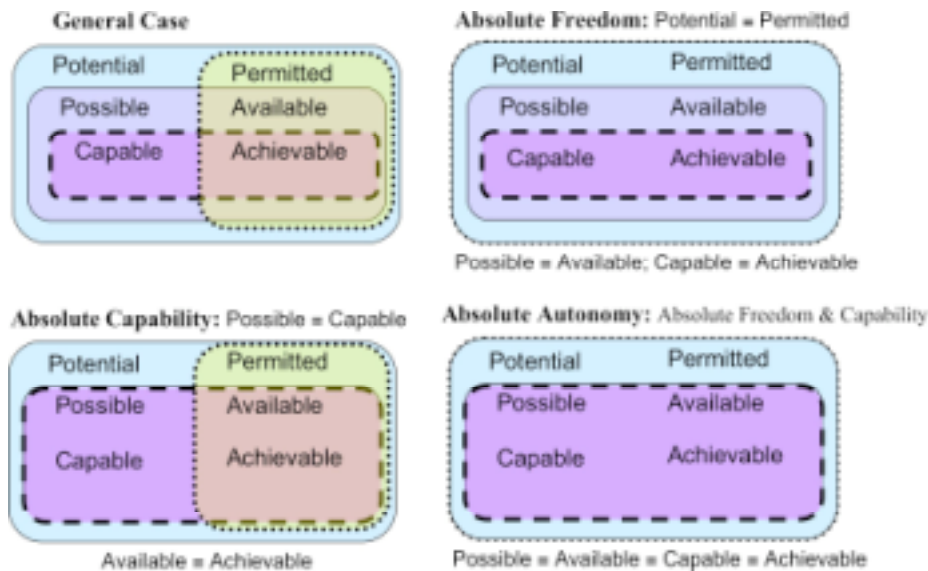 General Case
Potential
Permitted
Possible
Available
Capable
Achievable
Absolute Freedom: Potential = Permitted
Potential
Permitted
Possible
Available
Capable
Achievable
Possible = Available; Capable = Achievable
Absolute Capability: Possible = Capable
Potential
Permitted
Possible
Available
Capable
Achievable
Available = Achievable
Absolute Autonomy: Absolute Freedom & Capability
Potential
Permitted
Possible
Available
Capable
Achievable
Possible = Available = Capable = Achievable